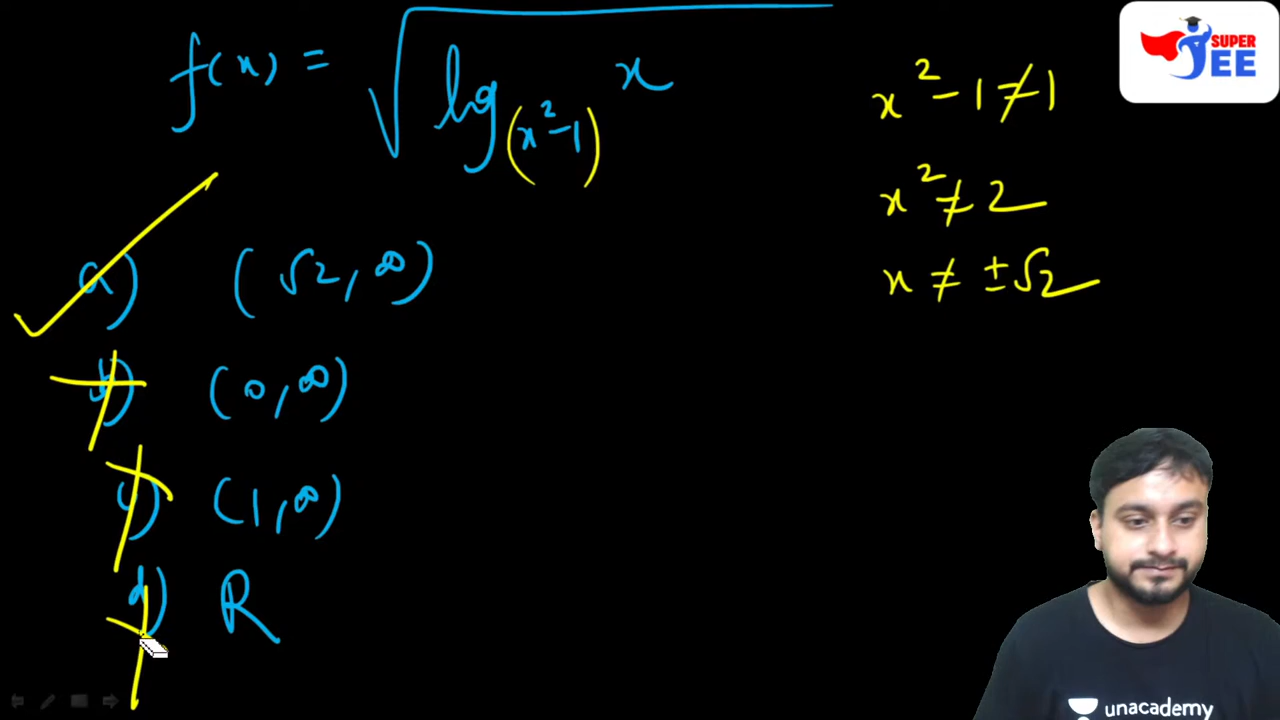 f(x) = √(log_(x²-1) x)
a) (√2, ∞)
b) (0, ∞)
c) (1, ∞)
d) R
x² - 1 ≠ 1
x² ≠ 2
x ≠ ±√2
SUPER
JEE
unacademy